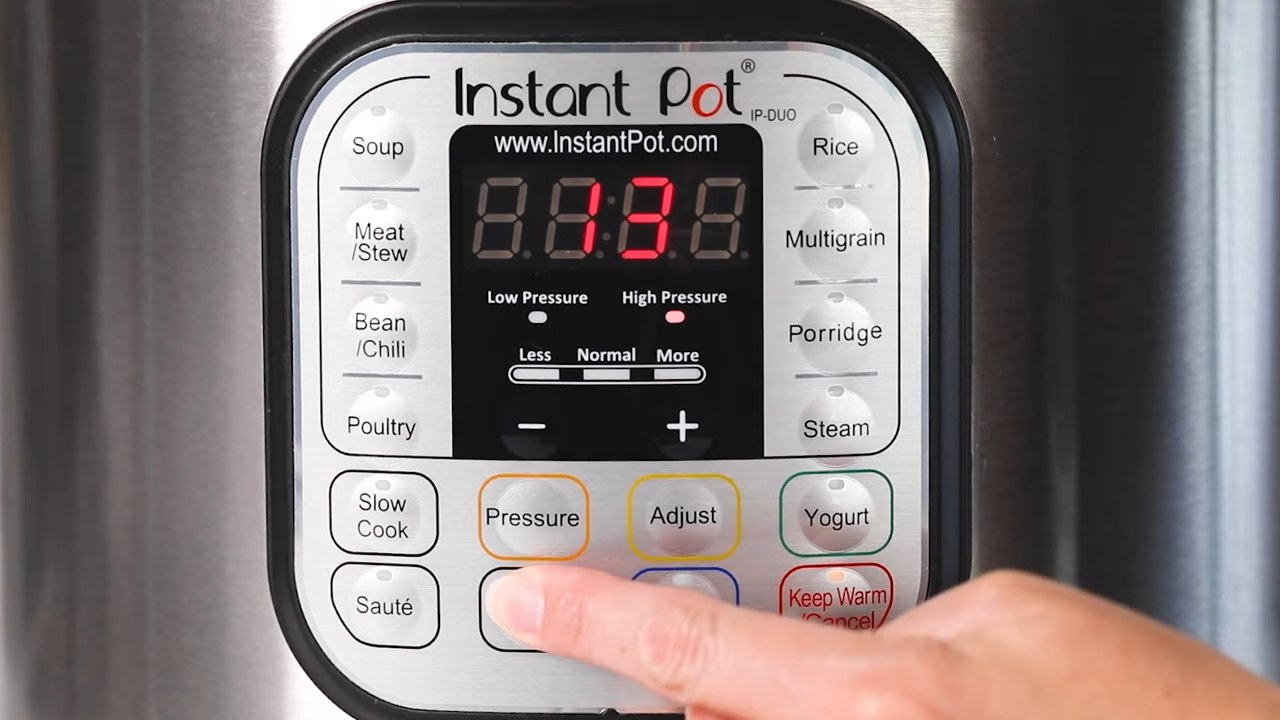 Instant Pot®
IP-DUO
www.InstantPot.com
13
Low Pressure
High Pressure
Less
Normal
More
−
+
Soup
Meat
/Stew
Bean
/Chili
Poultry
Rice
Multigrain
Porridge
Steam
Slow
Cook
Pressure
Adjust
Yogurt
Sauté
Keep Warm
/Cancel